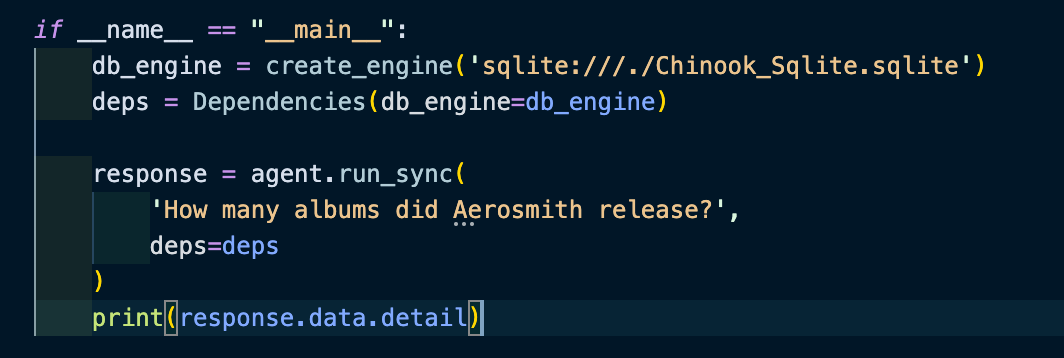 if __name__ == "__main__":
    db_engine = create_engine('sqlite:///./Chinook_Sqlite.sqlite')
    deps = Dependencies(db_engine=db_engine)

    response = agent.run_sync(
        'How many albums did Aerosmith release?',
        deps=deps
    )
    print(response.data.detail)